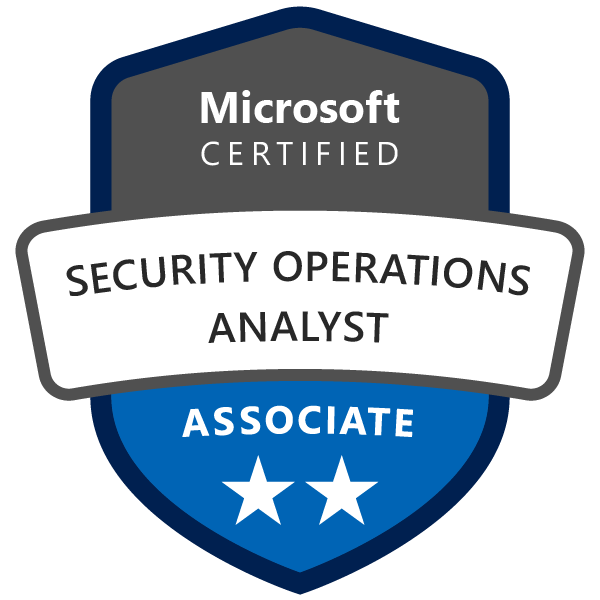 Microsoft
CERTIFIED
SECURITY OPERATIONS
ANALYST
ASSOCIATE